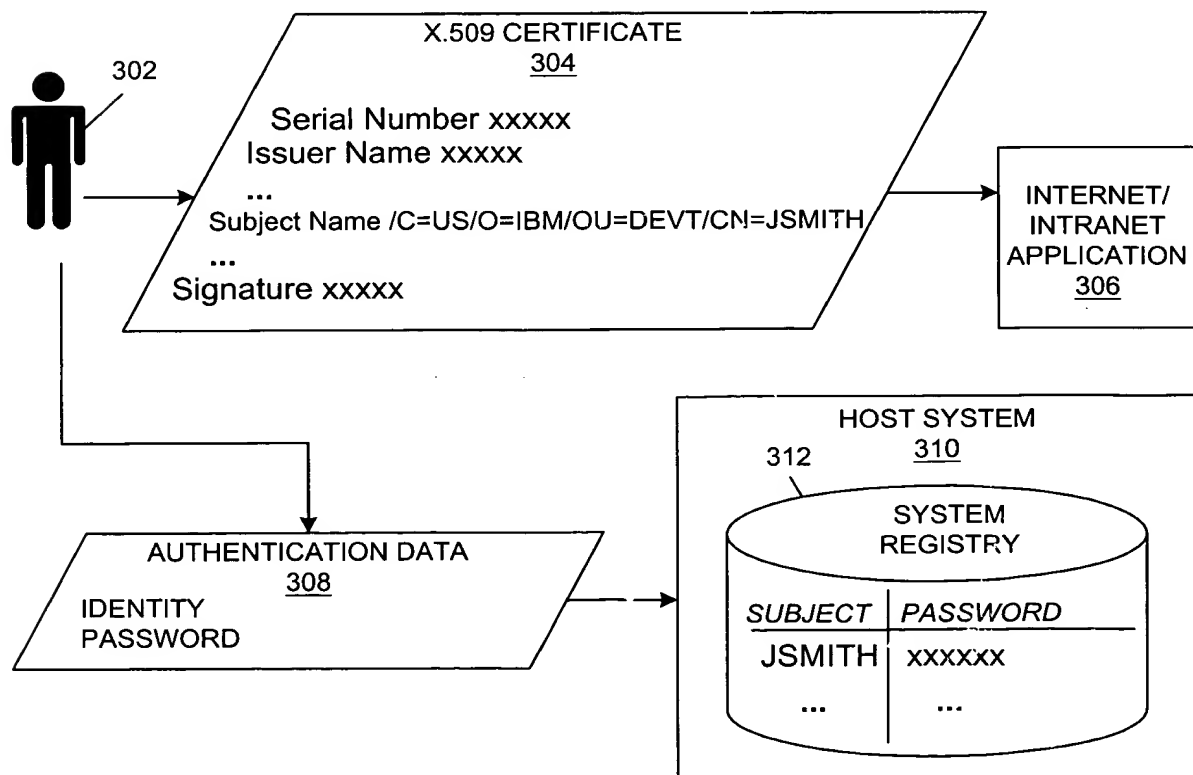 X.509 CERTIFICATE
304
302
Serial Number xxxxx
Issuer Name xxxxx
...
Subject Name /C=US/O=IBM/OU=DEVT/CN=JSMITH
...
Signature xxxxx
INTERNET/
INTRANET
APPLICATION
306
HOST SYSTEM
310
312
SYSTEM
REGISTRY
SUBJECT PASSWORD
JSMITH xxxxxx
... ...
AUTHENTICATION DATA
308
IDENTITY
PASSWORD